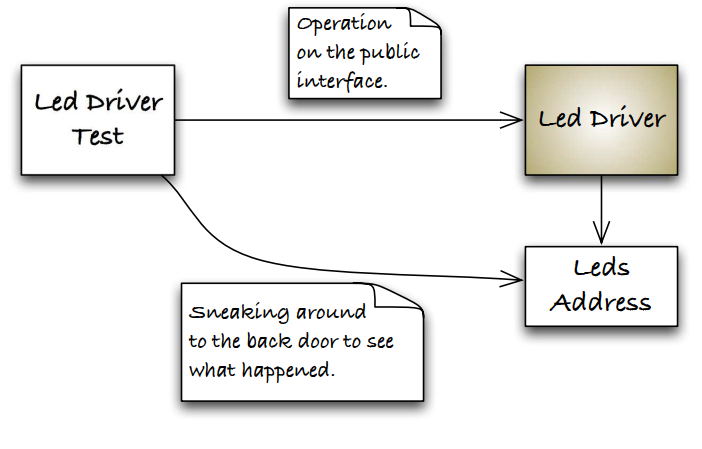 Operation
on the public
interface.
Led Driver
Test
Led Driver
Leds
Address
Sneaking around
to the back door to see
what happened.